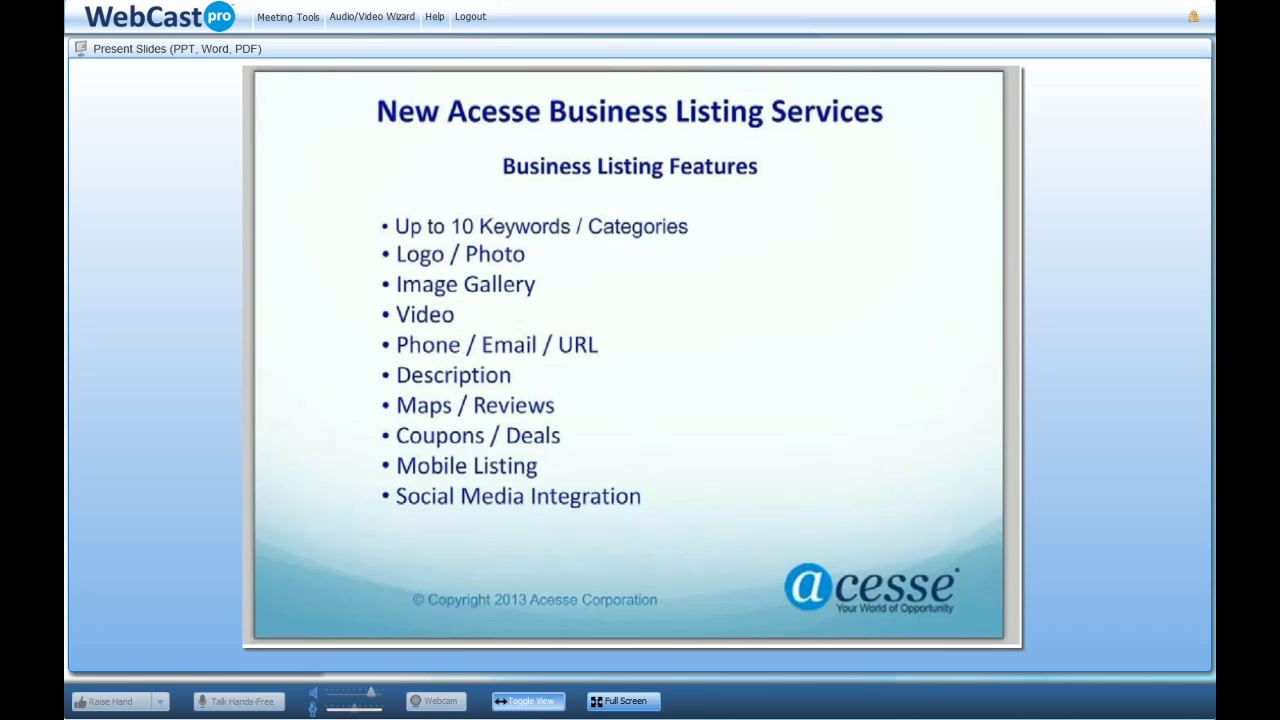 WebCast pro Meeting Tools Audio/Video Wizard Help Logout
Present Slides (PPT, Word, PDF)
New Acesse Business Listing Services
Business Listing Features
• Up to 10 Keywords / Categories
• Logo / Photo
• Image Gallery
• Video
• Phone / Email / URL
• Description
• Maps / Reviews
• Coupons / Deals
• Mobile Listing
• Social Media Integration
© Copyright 2013 Acesse Corporation
acesse
Your World of Opportunity
Raise Hand Talk Hands-Free Webcam Toggle View Full Screen